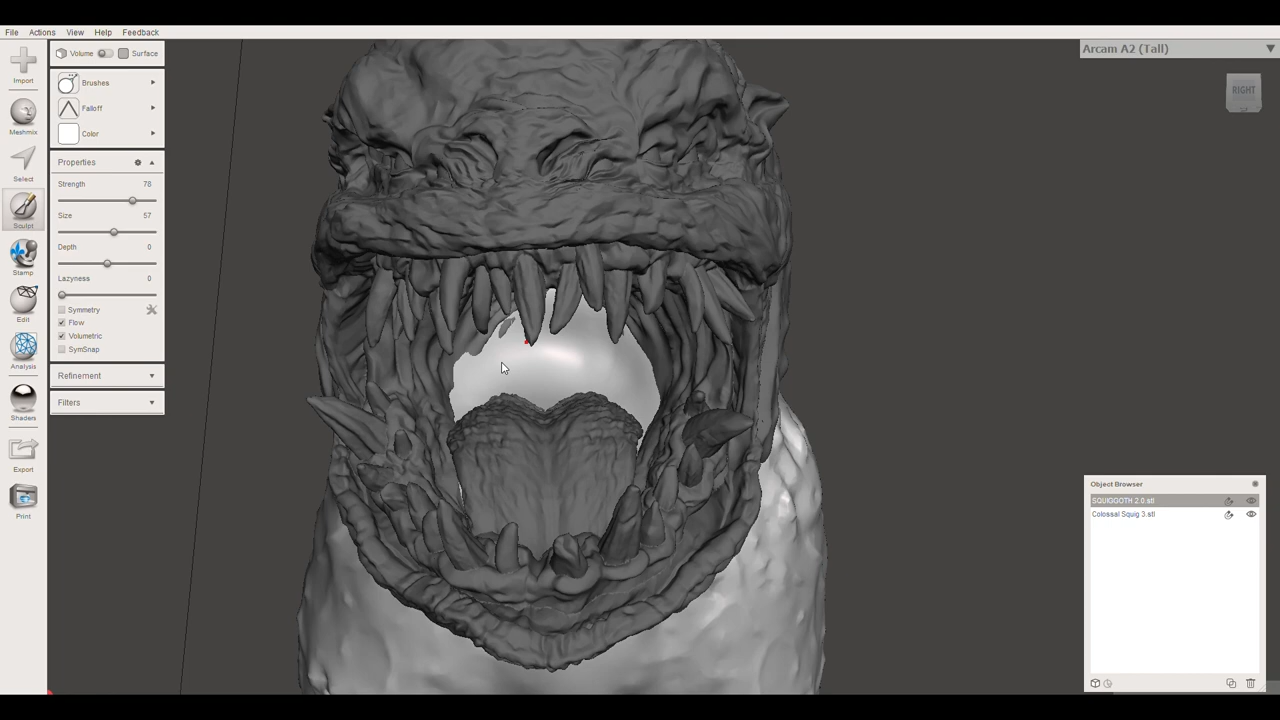 File Actions View Help Feedback
Arcam A2 (Tall)
Import
Meshmix
Select
Sculpt
Stamp
Edit
Analysis
Shaders
Export
Print
Volume Surface
Brushes
Falloff
Color
Properties
Strength 78
Size 57
Depth 0
Lazyness 0
Symmetry
Flow
Volumetric
SymSnap
Refinement
Filters
RIGHT
Object Browser
SQUIGGOTH 2.0.stl
Colossal Squig 3.stl